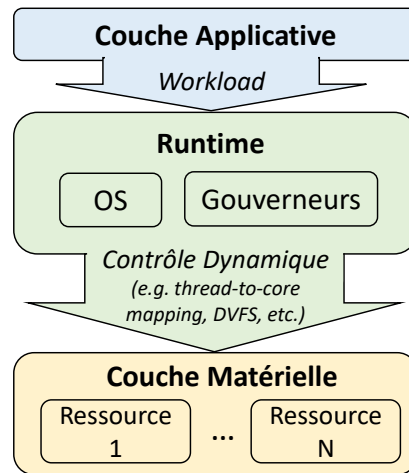 Couche Applicative
Workload
Runtime
OS
Gouverneurs
Contrôle Dynamique
(e.g. thread-to-core
mapping, DVFS, etc.)
Couche Matérielle
Ressource
1
...
Ressource
N